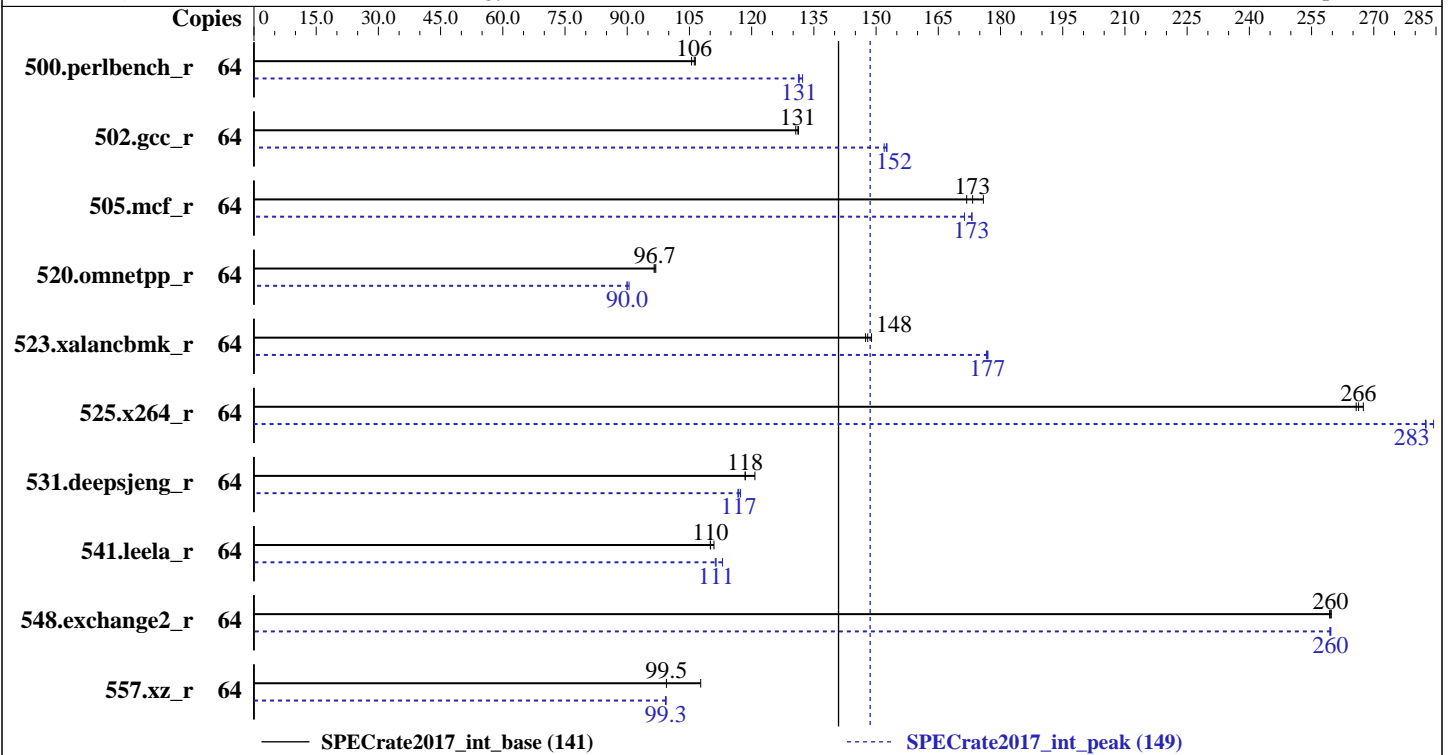 Copies 0 15.0 30.0 45.0 60.0 75.0 90.0 105 120 135 150 165 180 195 210 225 240 255 270 285
106
500.perlbench_r 64
131
131
502.gcc_r 64
152
173
505.mcf_r 64
173
96.7
520.omnetpp_r 64
90.0
148
523.xalancbmk_r 64
177
266
525.x264_r 64
283
118
531.deepsjeng_r 64
117
110
541.leela_r 64
111
260
548.exchange2_r 64
260
99.5
557.xz_r 64
99.3
SPECrate2017_int_base (141) SPECrate2017_int_peak (149)